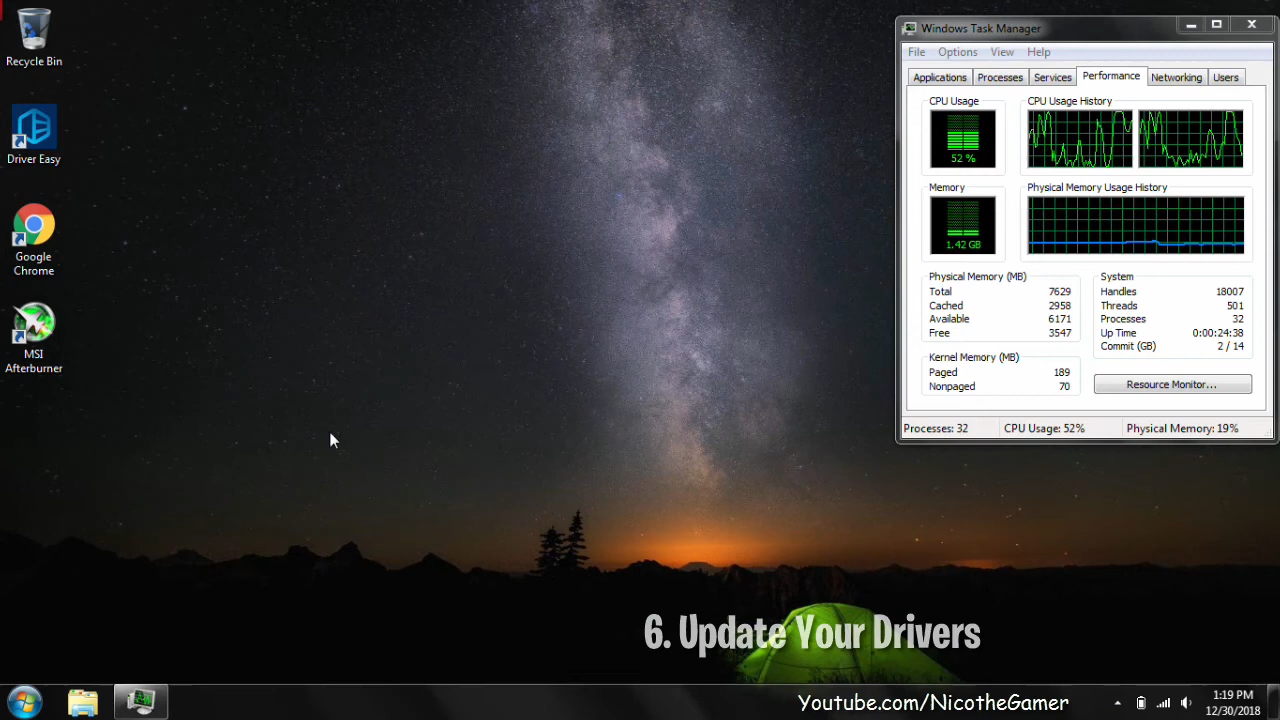 Recycle Bin
Driver Easy
Google
Chrome
MSI
Afterburner
Windows Task Manager
File Options View Help
Applications Processes Services Performance Networking Users
CPU Usage
52 %
CPU Usage History
Memory
1.42 GB
Physical Memory Usage History
Physical Memory (MB)
Total 7629
Cached 2958
Available 6171
Free 3547
Kernel Memory (MB)
Paged 189
Nonpaged 70
System
Handles 18007
Threads 501
Processes 32
Up Time 0:00:24:38
Commit (GB) 2 / 14
Resource Monitor...
Processes: 32 CPU Usage: 52% Physical Memory: 19%
6. Update Your Drivers
Youtube.com/NicotheGamer
1:19 PM
12/30/2018